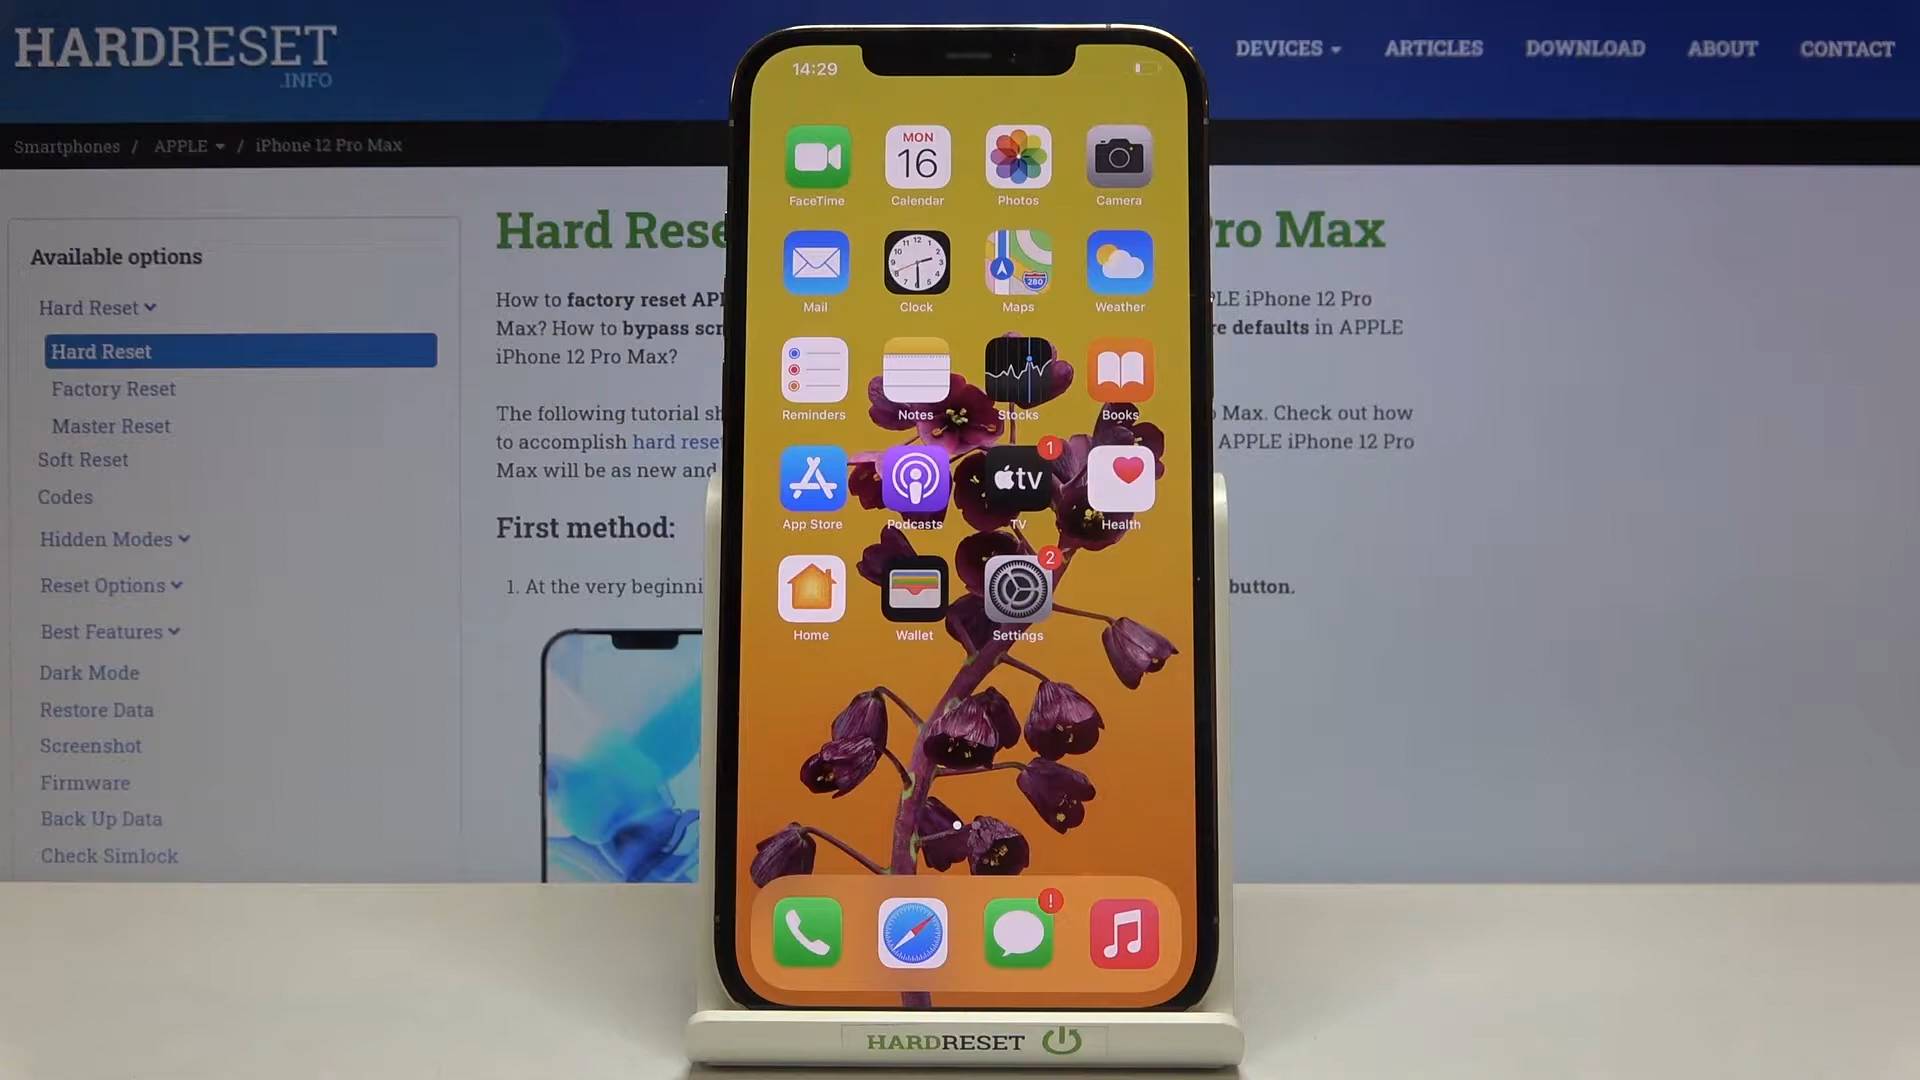 HARDRESET
.INFO
DEVICES
ARTICLES
DOWNLOAD
ABOUT
CONTACT
Smartphones / APPLE / iPhone 12 Pro Max
Available options
Hard Reset
Hard Reset
Factory Reset
Master Reset
Soft Reset
Codes
Hidden Modes
Reset Options
Best Features
Dark Mode
Restore Data
Screenshot
Firmware
Back Up Data
Check Simlock
Hard Rese
ro Max
How to factory reset API
PLE iPhone 12 Pro
Max? How to bypass scr
re defaults in APPLE
iPhone 12 Pro Max?
The following tutorial sh
Max. Check out how
to accomplish hard reset
APPLE iPhone 12 Pro
Max will be as new and
First method:
1. At the very beginni
button.
14:29
MON
16
FaceTime
Calendar
Photos
Camera
12
280
Mail
Clock
Maps
Weather
Reminders
Notes
Stocks
Books
1
tv
App Store
Podcasts
TV
Health
2
Home
Wallet
Settings
!
HARDRESET